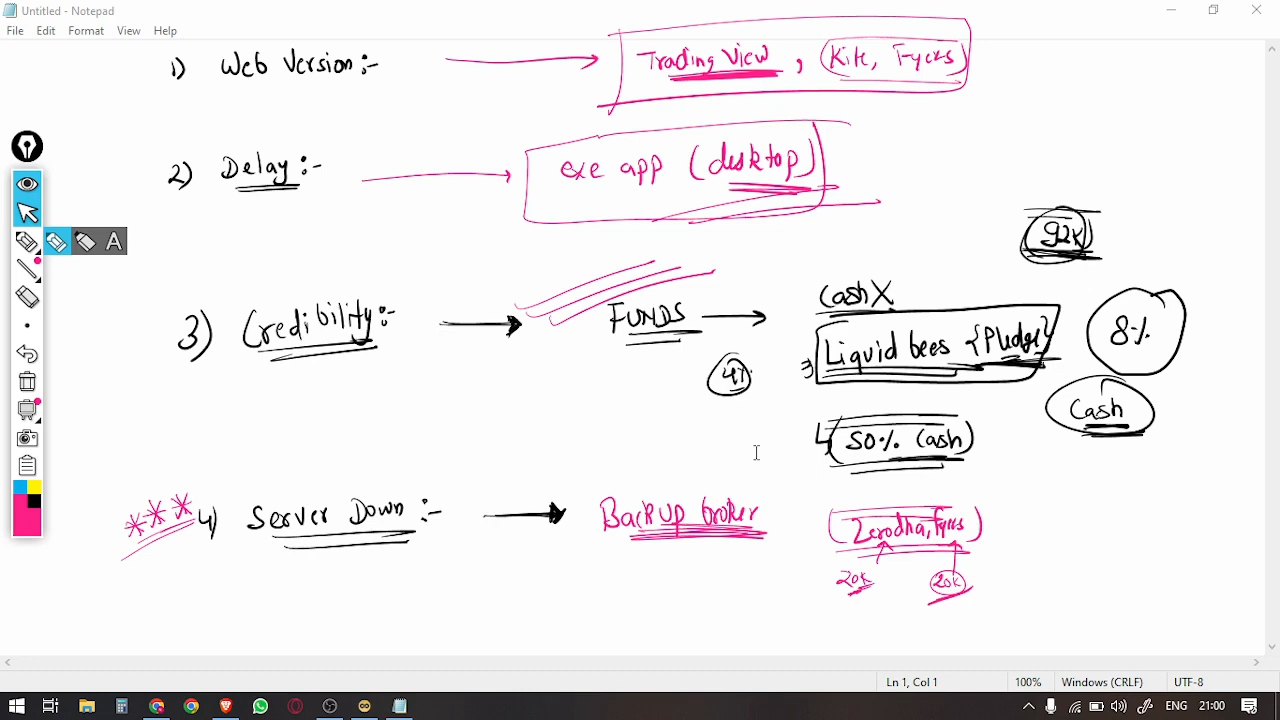 Untitled - Notepad
File Edit Format View Help
1) Web Version:- Trading View, Kite, Fyers
2) Delay:- exe app (desktop)
92K
3) Credibility:- FUNDS Cash X
Liquid bees {Pledge} 8%
4%
Cash
50% Cash
*** 4) Server Down:- Backup broker (Zerodha, Fyers)
20K 20K
A
Ln 1, Col 1 100% Windows (CRLF) UTF-8
ENG 21:00